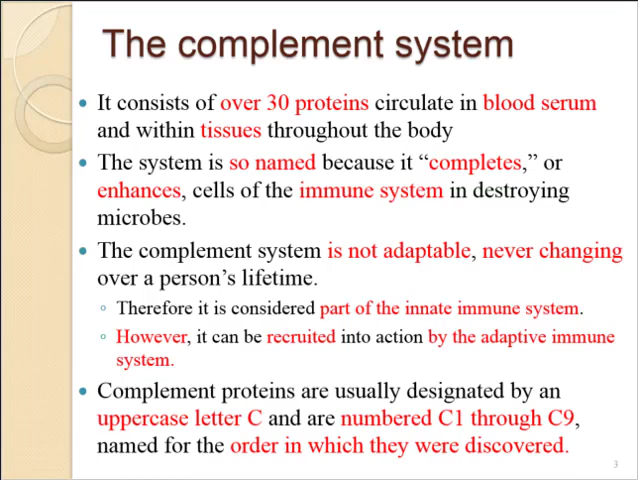 The complement system
• It consists of over 30 proteins circulate in blood serum
and within tissues throughout the body
• The system is so named because it “completes,” or
enhances, cells of the immune system in destroying
microbes.
• The complement system is not adaptable, never changing
over a person’s lifetime.
◦ Therefore it is considered part of the innate immune system.
◦ However, it can be recruited into action by the adaptive immune
system.
• Complement proteins are usually designated by an
uppercase letter C and are numbered C1 through C9,
named for the order in which they were discovered.
3